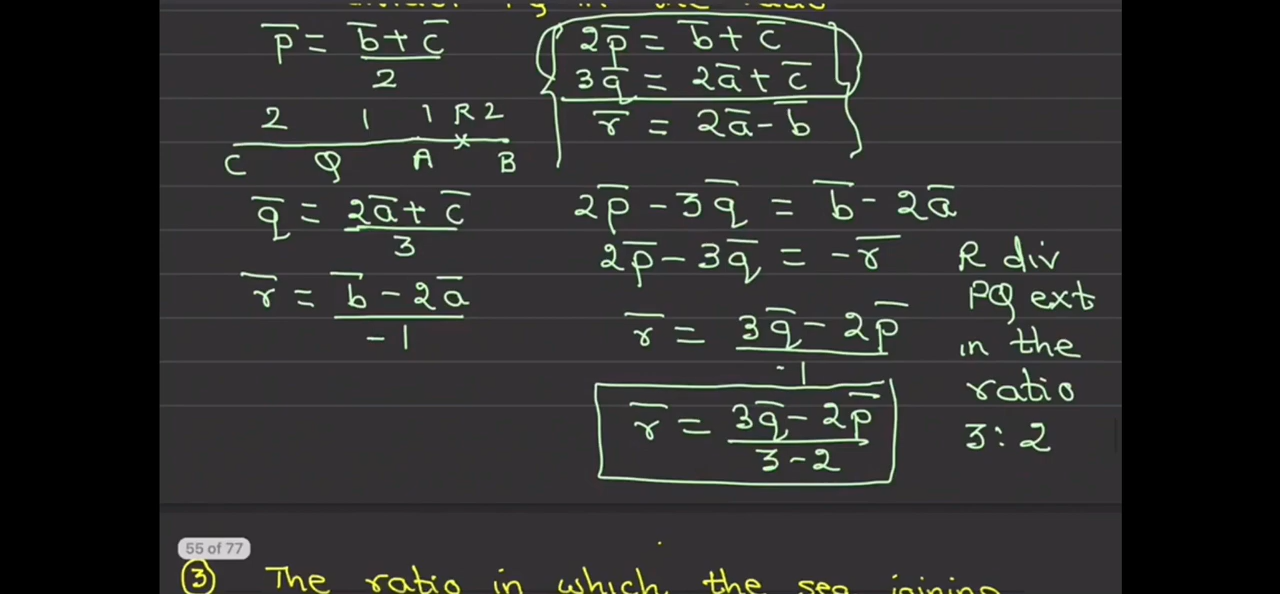 p̄ = (b̄ + c̄)/2
2p̄ = b̄ + c̄
3q̄ = 2ā + c̄
r̄ = 2ā - b̄
2 1 1 R 2
C Q A B
q̄ = (2ā + c̄)/3
r̄ = (b̄ - 2ā)/-1
2p̄ - 3q̄ = b̄ - 2ā
2p̄ - 3q̄ = -r̄
r̄ = (3q̄ - 2p̄)/-1
r̄ = (3q̄ - 2p̄)/(3-2)
R div
PQ ext
in the
ratio
3:2
55 of 77
③ The ratio in which the seg joining